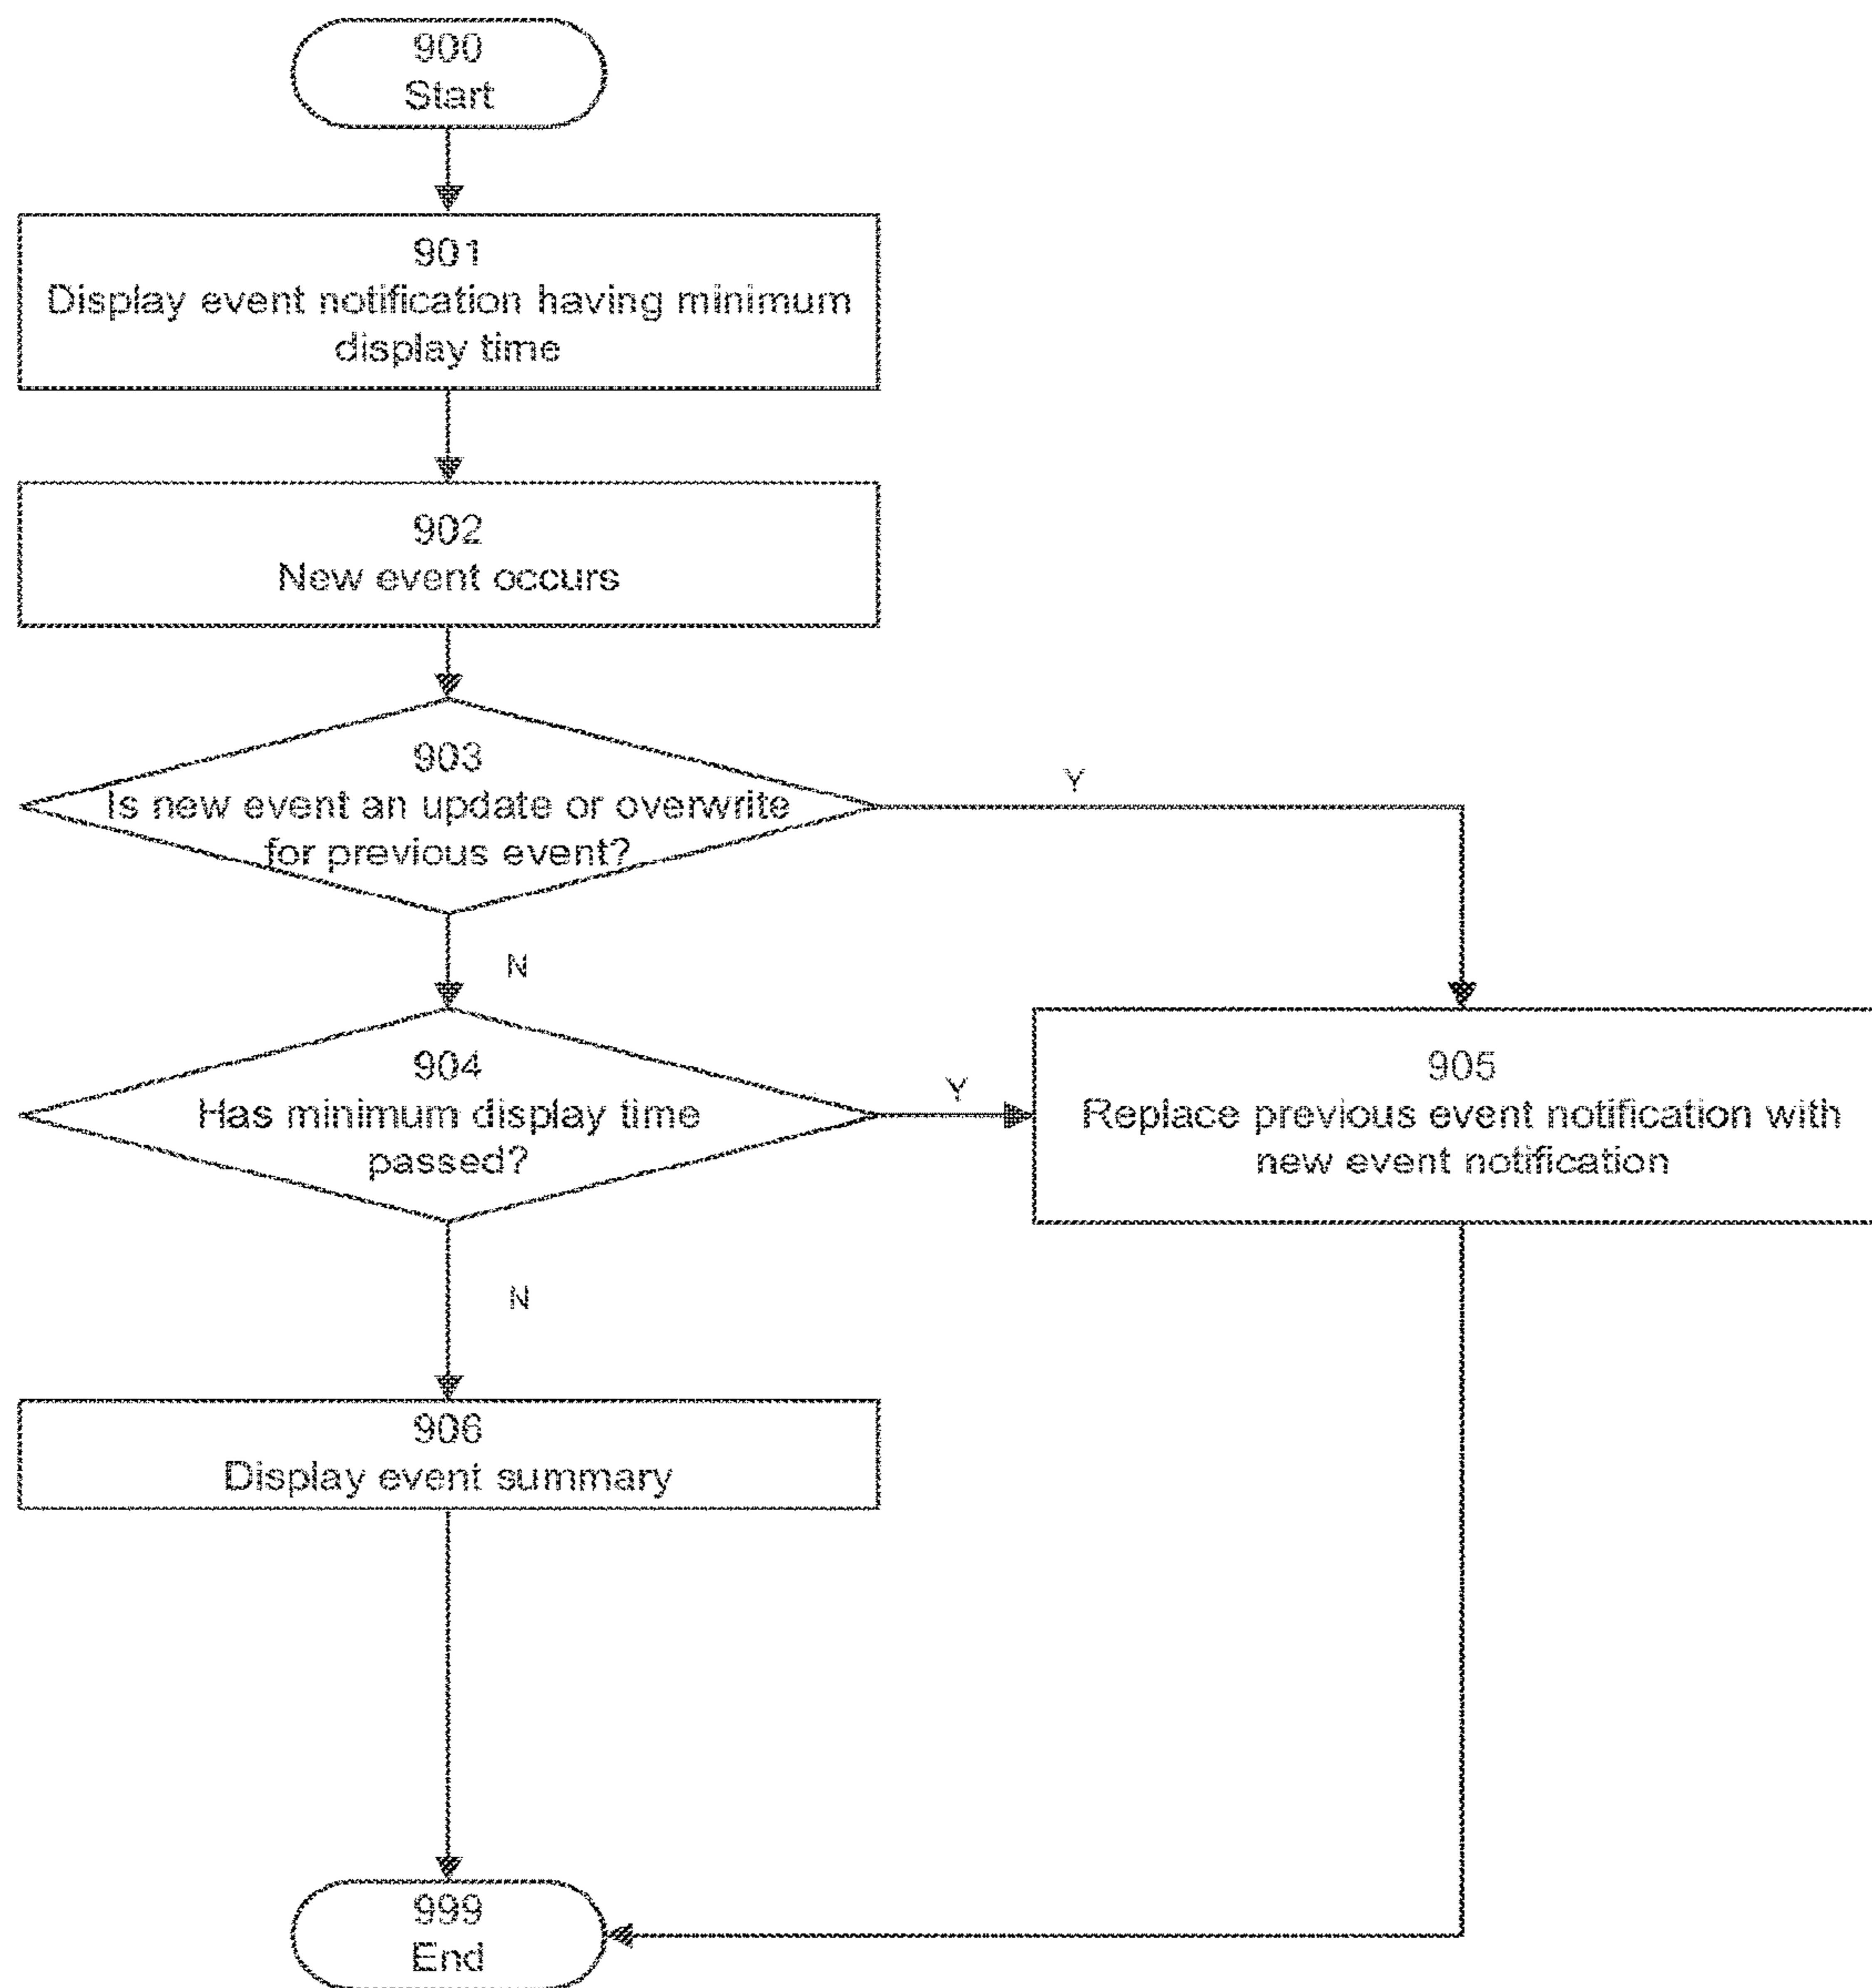 900
Start
901
Display event notification having minimum
display time
902
New event occurs
903
Is new event an update or overwrite
for previous event?
Y
N
904
Has minimum display time
passed?
Y
905
Replace previous event notification with
new event notification
N
906
Display event summary
999
End